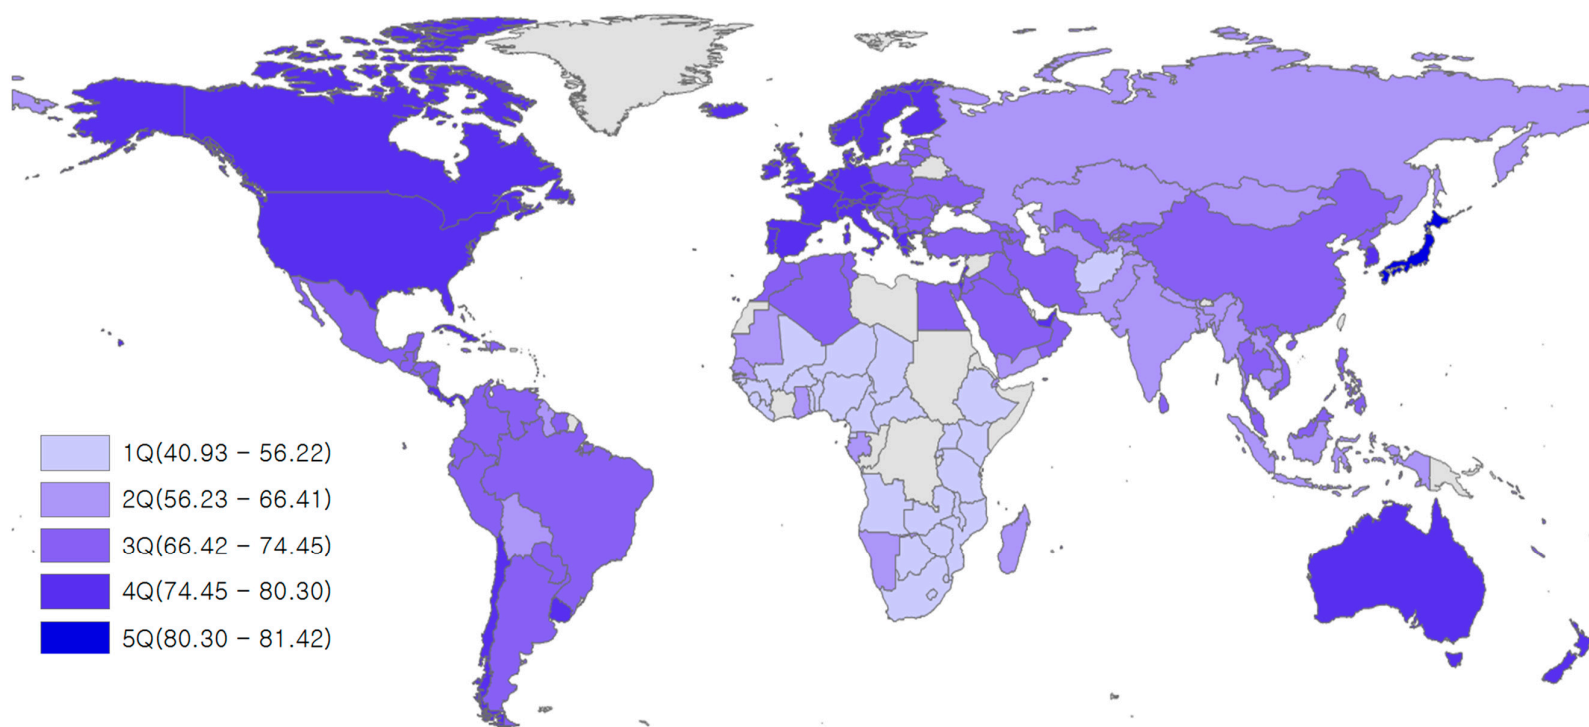 1Q(40.93 – 56.22)
2Q(56.23 – 66.41)
3Q(66.42 – 74.45)
4Q(74.45 – 80.30)
5Q(80.30 – 81.42)